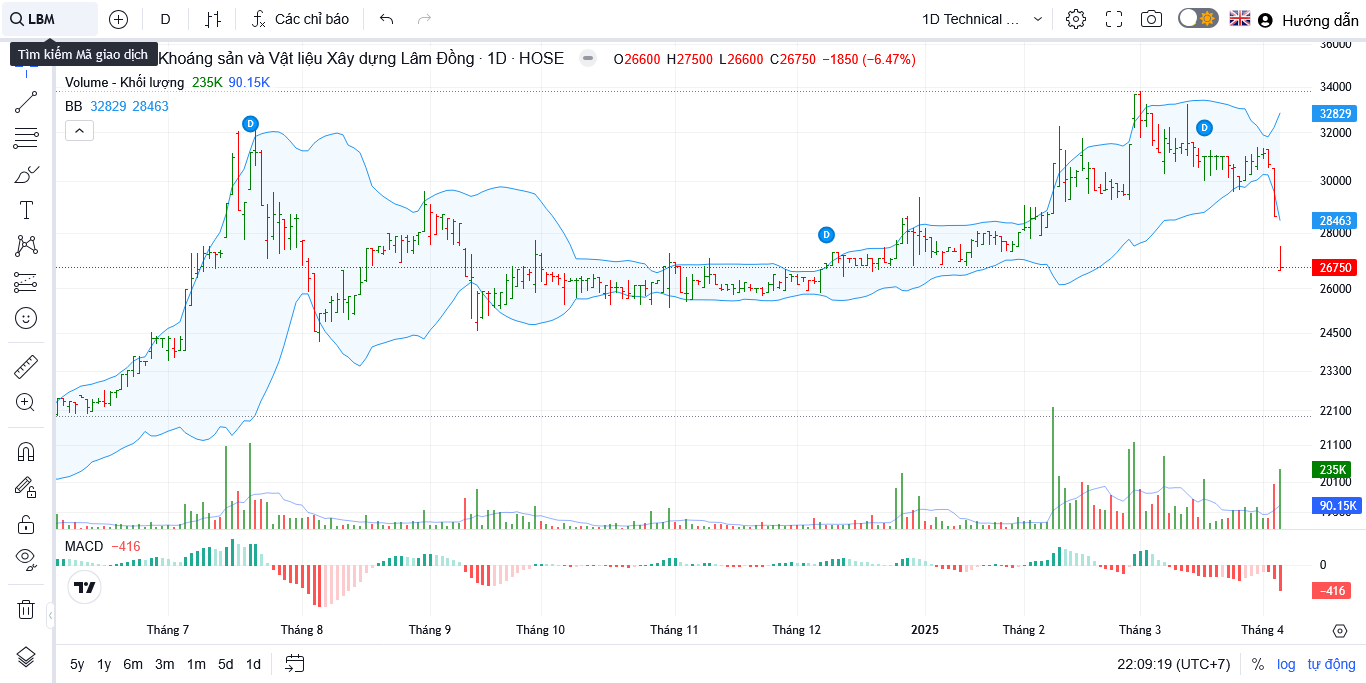 LBM
D
Các chỉ báo
1D Technical ...
Hướng dẫn
Tìm kiếm Mã giao dịch
Khoáng sản và Vật liệu Xây dựng Lâm Đồng · 1D · HOSE
O26600 H27500 L26600 C26750 −1850 (−6.47%)
Volume - Khối lượng 235K 90.15K
BB 32829 28463
D
D
D
36000
34000
32829
32000
30000
28463
28000
26750
26000
24500
23300
22100
21100
235K
20100
90.15K
MACD −416
0
−416
Tháng 7
Tháng 8
Tháng 9
Tháng 10
Tháng 11
Tháng 12
2025
Tháng 2
Tháng 3
Tháng 4
5y 1y 6m 3m 1m 5d 1d
22:09:19 (UTC+7)
%
log
tự động